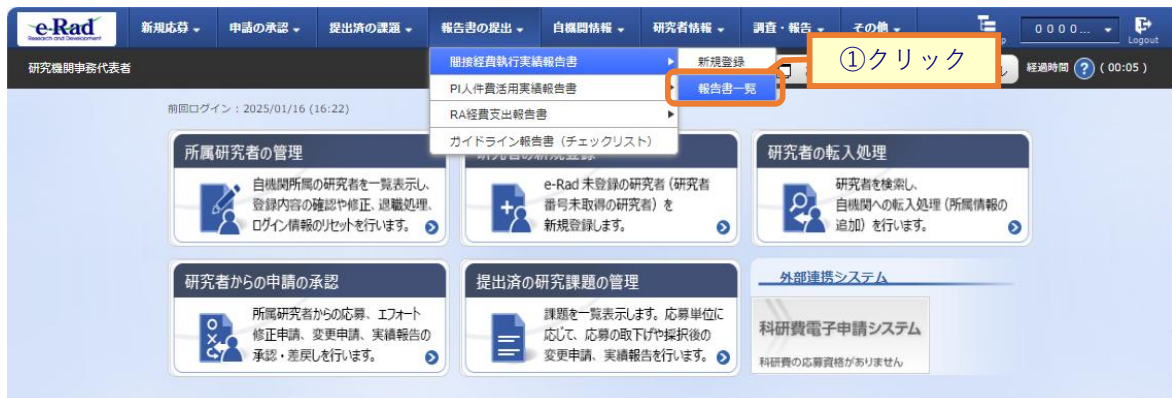 e-Rad
Research and Development
新規応募
申請の承認
提出済の課題
報告書の提出
自機関情報
研究者情報
調査・報告
その他
0000...
Logout
研究機関事務代表者
間接経費執行実績報告書
新規登録
PI人件費活用実績報告書
報告書一覧
RA経費支出報告書
ガイドライン報告書（チェックリスト）
①クリック
経過時間 ? (00:05)
前回ログイン：2025/01/16 (16:22)
所属研究者の管理
自機関所属の研究者を一覧表示し、
登録内容の確認や修正、退職処理、
ログイン情報のリセットを行います。
e-Rad 未登録の研究者（研究者
番号未取得の研究者）を
新規登録します。
研究者の転入処理
研究者を検索し、
自機関への転入処理（所属情報の
追加）を行います。
研究者からの申請の承認
所属研究者からの応募、エフォート
修正申請、変更申請、実績報告の
承認・差戻しを行います。
提出済の研究課題の管理
課題を一覧表示します。応募単位に
応じて、応募の取下げや採択後の
変更申請、実績報告を行います。
外部連携システム
科研費電子申請システム
科研費の応募資格がありません